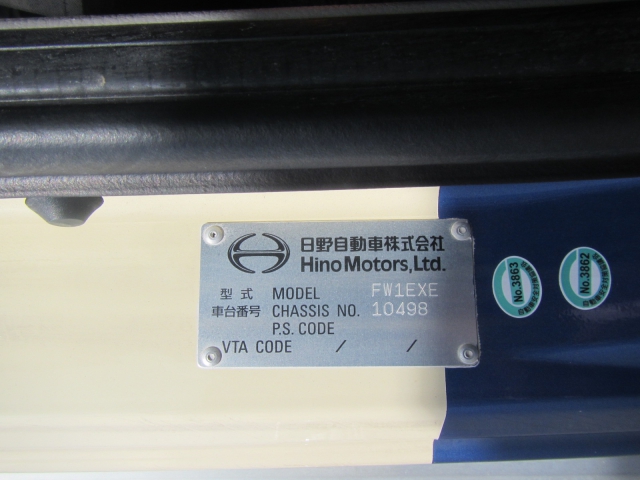 日野自動車株式会社
Hino Motors, Ltd.
型式 MODEL FW1EXE
車台番号 CHASSIS NO. 10498
P.S. CODE
VTA CODE / /
No.3863
No.3862